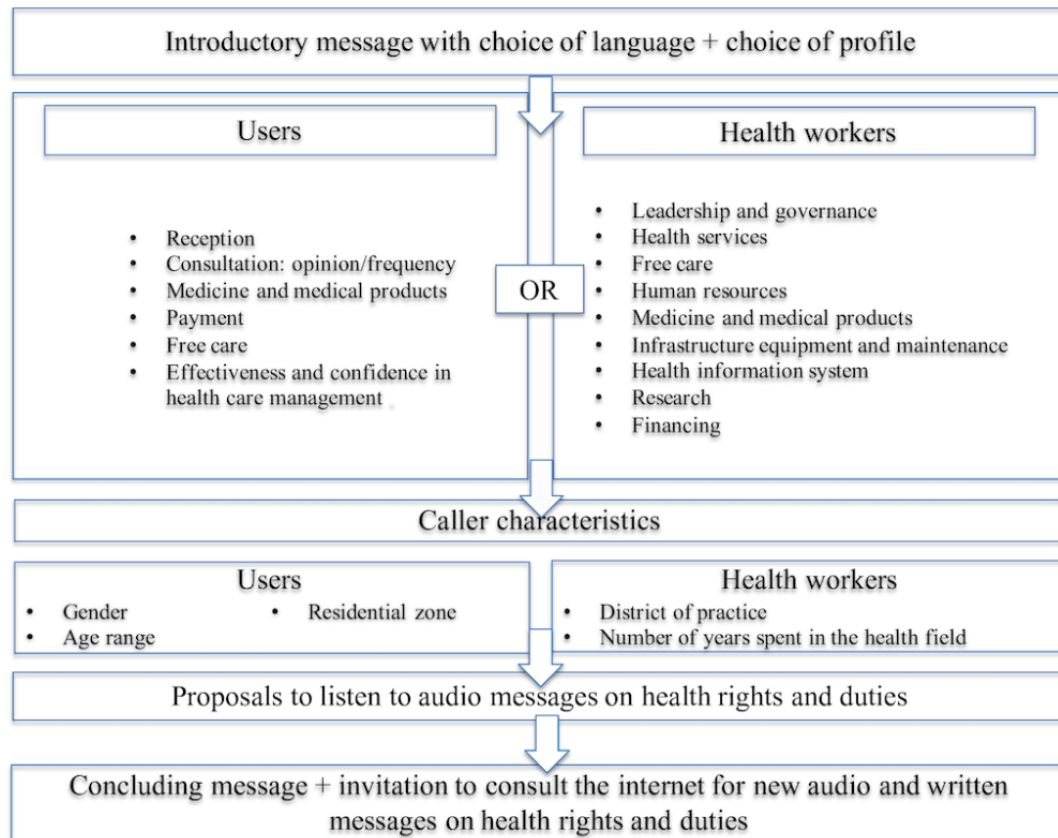 Introductory message with choice of language + choice of profile
Users
• Reception
• Consultation: opinion/frequency
• Medicine and medical products
• Payment
• Free care
• Effectiveness and confidence in
health care management
OR
Health workers
• Leadership and governance
• Health services
• Free care
• Human resources
• Medicine and medical products
• Infrastructure equipment and maintenance
• Health information system
• Research
• Financing
Caller characteristics
Users
• Gender
• Age range
• Residential zone
Health workers
• District of practice
• Number of years spent in the health field
Proposals to listen to audio messages on health rights and duties
Concluding message + invitation to consult the internet for new audio and written
messages on health rights and duties